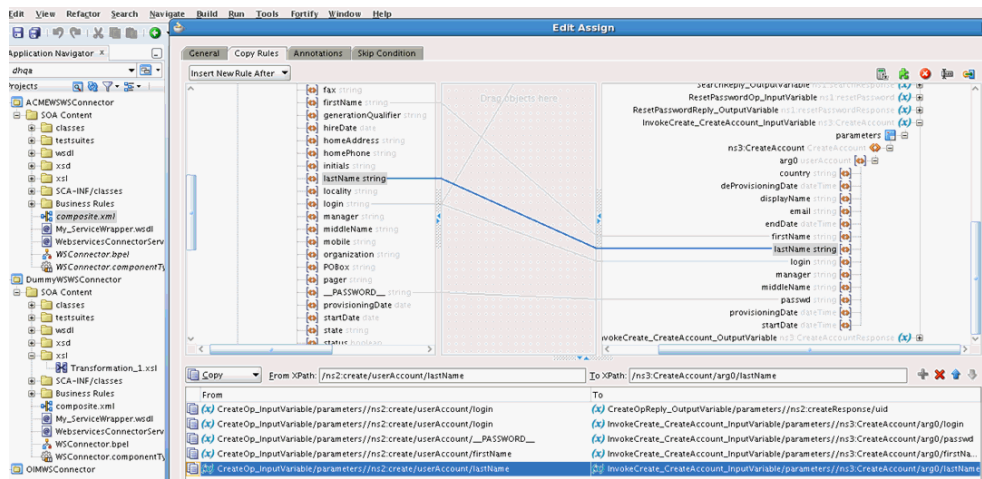 Edit View Refactor Search Navigate Build Run Tools Fortify Window Help
Edit Assign
Application Navigator
dhqa
Projects
ACMEWSWSConnector
SOA Content
classes
testsuites
wsdl
xsd
xsl
SCA-INF/classes
Business Rules
composite.xml
My_ServiceWrapper.wsdl
WebservicesConnectorServ
WSConnector.bpel
WSConnector.componentTy
DummyWSWSConnector
SOA Content
classes
testsuites
wsdl
xsd
xsl
Transformation_1.xsl
SCA-INF/classes
Business Rules
composite.xml
My_ServiceWrapper.wsdl
WebservicesConnectorServ
WSConnector.bpel
WSConnector.componentTy
OIMWSConnector
General Copy Rules Annotations Skip Condition
Insert New Rule After
fax string
firstName string
generationQualifier string
hireDate date
homeAddress string
homePhone string
initials string
lastName string
locality string
login string
manager string
middleName string
mobile string
organization string
POBox string
pager string
__PASSWORD__ string
provisioningDate date
startDate date
state string
status boolean
Drag objects here
SearchReply_OutputVariable ns1:searchResponse
ResetPasswordOp_InputVariable ns1:resetPassword
ResetPasswordReply_OutputVariable ns1:resetPasswordResponse
InvokeCreate_CreateAccount_InputVariable ns3:CreateAccount
parameters
ns3:CreateAccount CreateAccount
arg0 userAccount
country string
deProvisioningDate dateTime
displayName string
email string
endDate dateTime
firstName string
lastName string
login string
manager string
middleName string
passwd string
provisioningDate dateTime
startDate dateTime
nvokeCreate_CreateAccount_OutputVariable ns3:CreateAccountResponse
Copy From XPath: /ns2:create/userAccount/lastName To XPath: /ns3:CreateAccount/arg0/lastName
From To
CreateOp_InputVariable/parameters//ns2:create/userAccount/login CreateOpReply_OutputVariable/parameters//ns2:createResponse/uid
CreateOp_InputVariable/parameters//ns2:create/userAccount/login InvokeCreate_CreateAccount_InputVariable/parameters//ns3:CreateAccount/arg0/login
CreateOp_InputVariable/parameters//ns2:create/userAccount/__PASSWORD__ InvokeCreate_CreateAccount_InputVariable/parameters//ns3:CreateAccount/arg0/passwd
CreateOp_InputVariable/parameters//ns2:create/userAccount/firstName InvokeCreate_CreateAccount_InputVariable/parameters//ns3:CreateAccount/arg0/firstNa...
CreateOp_InputVariable/parameters//ns2:create/userAccount/lastName InvokeCreate_CreateAccount_InputVariable/parameters//ns3:CreateAccount/arg0/lastName